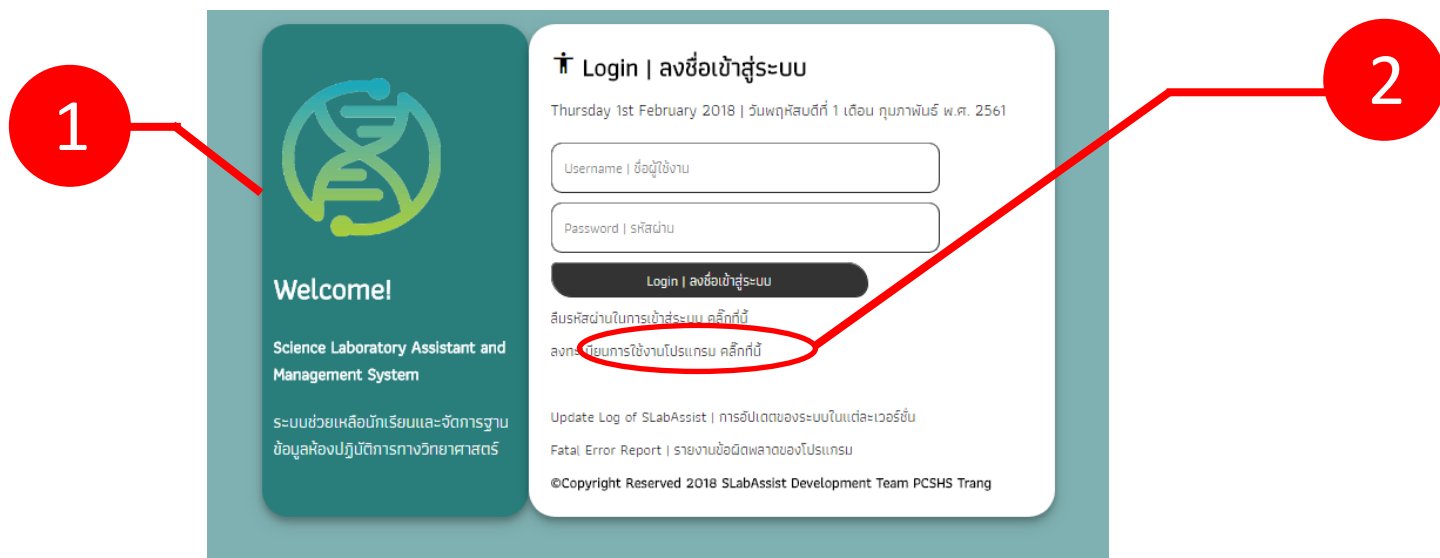 1
2
Login | ลงชื่อเข้าสู่ระบบ
Thursday 1st February 2018 | วันพฤหัสบดีที่ 1 เดือน กุมภาพันธ์ พ.ศ. 2561
Username | ชื่อผู้ใช้งาน
Password | รหัสผ่าน
Login | ลงชื่อเข้าสู่ระบบ
ลืมรหัสผ่านในการเข้าสู่ระบบ คลิ๊กที่นี้
ลงทะเบียนการใช้งานโปรแกรม คลิ๊กที่นี้
Update Log of SLabAssist | การอัปเดตของระบบในแต่ละเวอร์ชั่น
Fatal Error Report | รายงานข้อผิดพลาดของโปรแกรม
©Copyright Reserved 2018 SLabAssist Development Team PCSHS Trang
Welcome!
Science Laboratory Assistant and
Management System
ระบบช่วยเหลือนักเรียนและจัดการฐาน
ข้อมูลห้องปฏิบัติการทางวิทยาศาสตร์